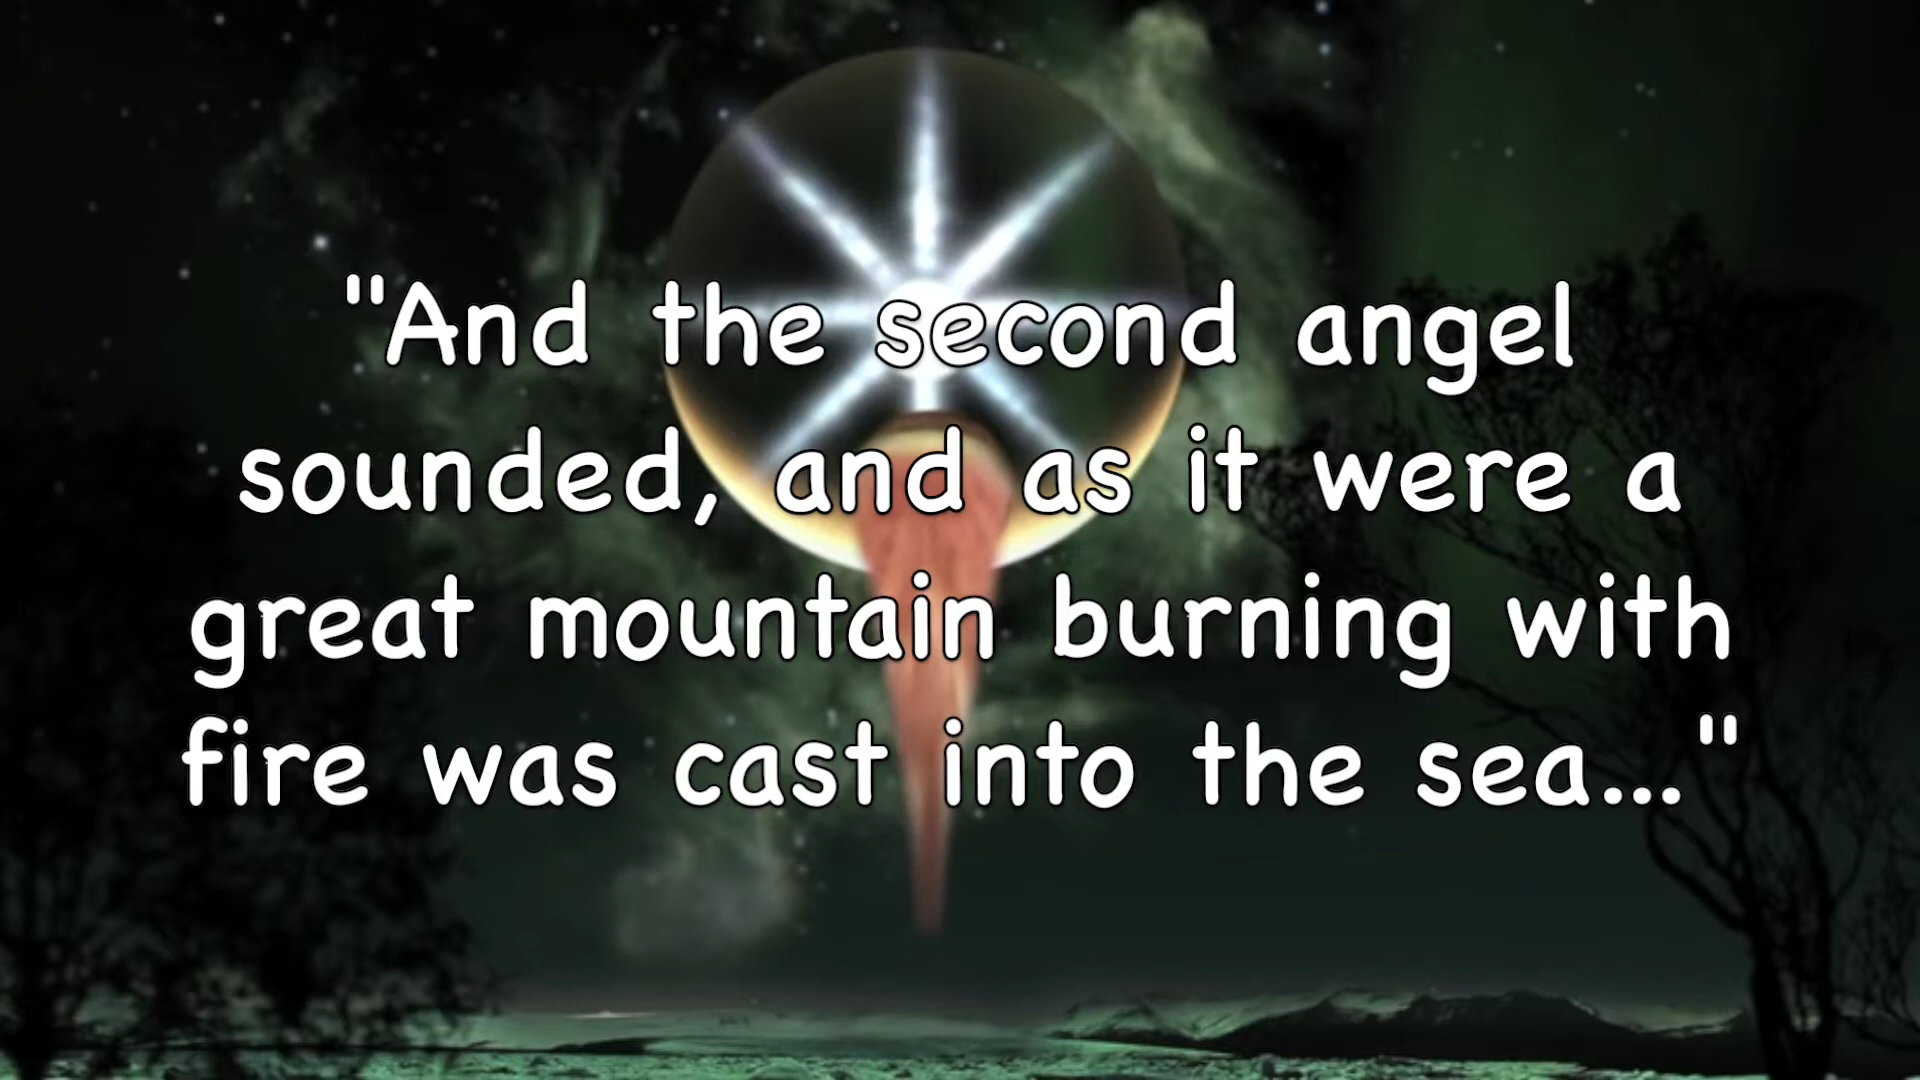 "And the second angel
sounded, and as it were a
great mountain burning with
fire was cast into the sea..."